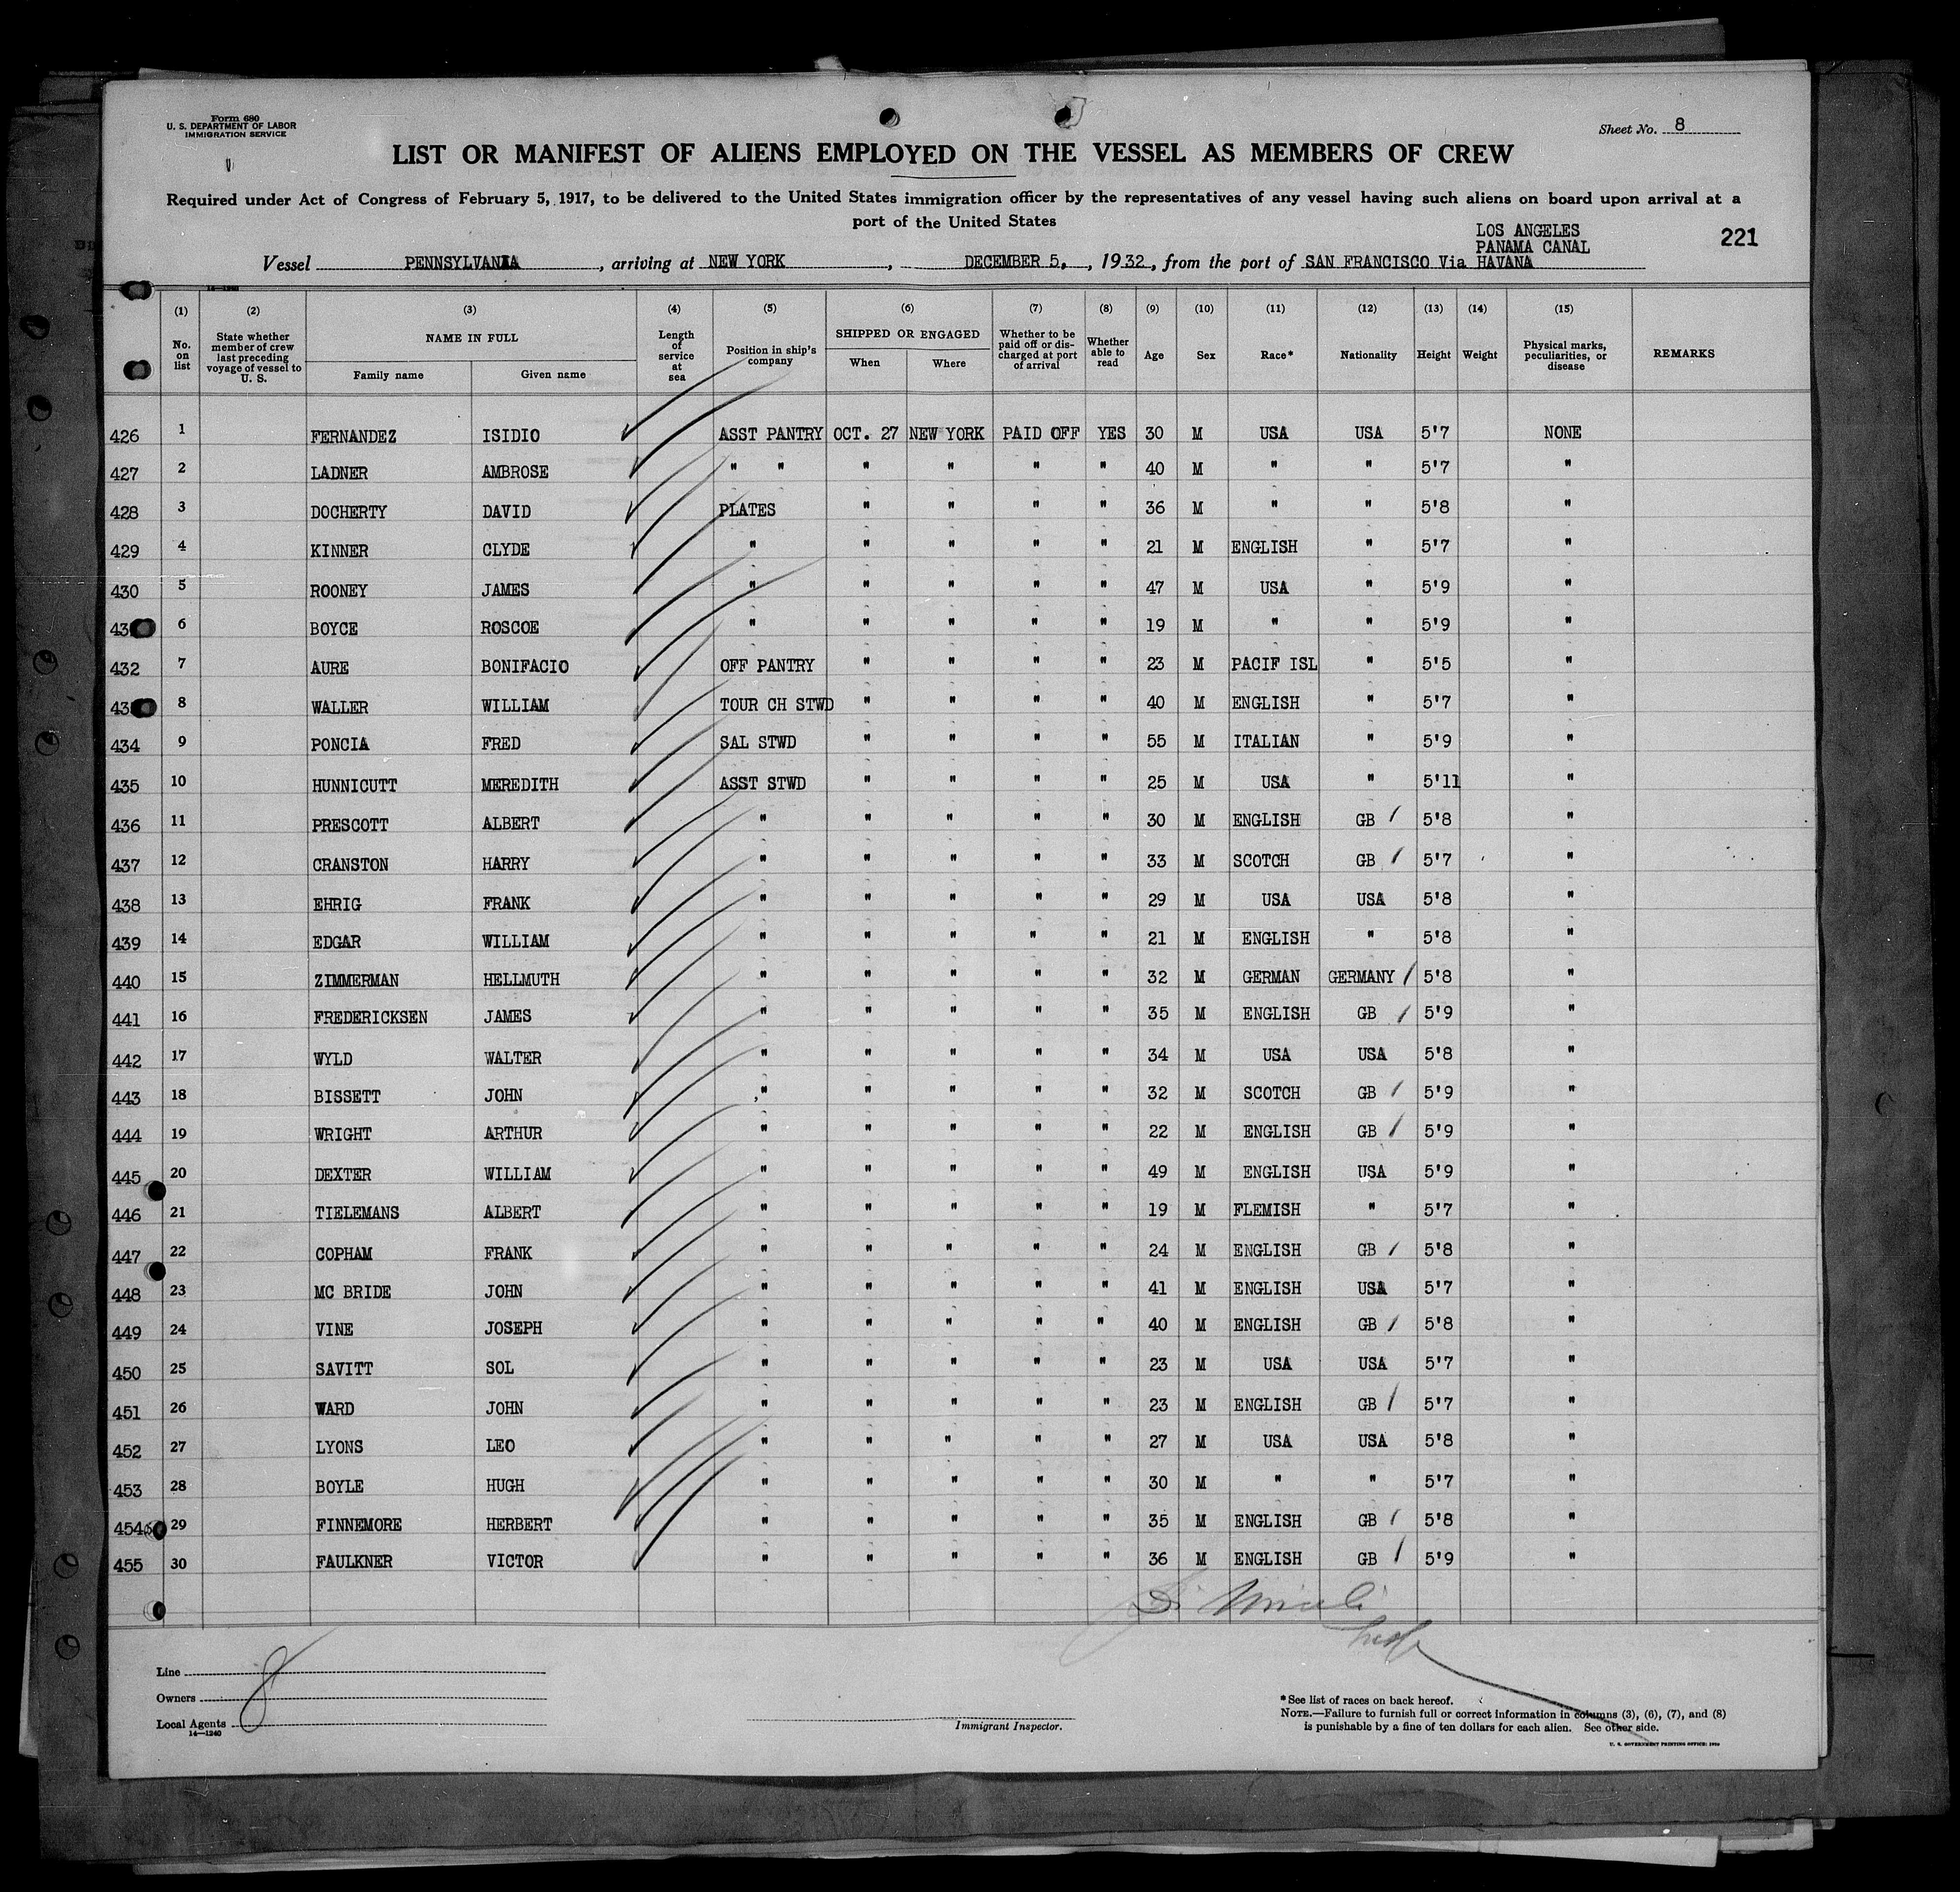 Form 680
U. S. DEPARTMENT OF LABOR
IMMIGRATION SERVICE
Sheet No. 8
LIST OR MANIFEST OF ALIENS EMPLOYED ON THE VESSEL AS MEMBERS OF CREW
Required under Act of Congress of February 5, 1917, to be delivered to the United States immigration officer by the representatives of any vessel having such aliens on board upon arrival at a
port of the United States
LOS ANGELES
PANAMA CANAL
221
Vessel PENNSYLVANIA, arriving at NEW YORK, DECEMBER 5, 1932, from the port of SAN FRANCISCO Via HAVANA
14-1240
(1) (2) (3) (4) (5) (6) (7) (8) (9) (10) (11) (12) (13) (14) (15)
No. on list
State whether member of crew last preceding voyage of vessel to U. S.
NAME IN FULL
Family name
Given name
Length of service at sea
Position in ship's company
SHIPPED OR ENGAGED
When
Where
Whether to be paid off or discharged at port of arrival
Whether able to read
Age
Sex
Race*
Nationality
Height
Weight
Physical marks, peculiarities, or disease
REMARKS
426 1 FERNANDEZ ISIDIO ASST PANTRY OCT. 27 NEW YORK PAID OFF YES 30 M USA USA 5'7 NONE
427 2 LADNER AMBROSE " " " " " " 40 M " " 5'7 "
428 3 DOCHERTY DAVID PLATES " " " " 36 M " " 5'8 "
429 4 KINNER CLYDE " " " " " 21 M ENGLISH " 5'7 "
430 5 ROONEY JAMES " " " " " 47 M USA " 5'9 "
43 6 BOYCE ROSCOE " " " " " 19 M " " 5'9 "
432 7 AURE BONIFACIO OFF PANTRY " " " " 23 M PACIF ISL " 5'5 "
43 8 WALLER WILLIAM TOUR CH STWD " " " " 40 M ENGLISH " 5'7 "
434 9 PONCIA FRED SAL STWD " " " " 55 M ITALIAN " 5'9 "
435 10 HUNNICUTT MEREDITH ASST STWD " " " " 25 M USA " 5'11 "
436 11 PRESCOTT ALBERT " " " " " 30 M ENGLISH GB 5'8 "
437 12 CRANSTON HARRY " " " " " 33 M SCOTCH GB 5'7 "
438 13 EHRIG FRANK " " " " " 29 M USA USA 5'8 "
439 14 EDGAR WILLIAM " " " " " 21 M ENGLISH " 5'8 "
440 15 ZIMMERMAN HELLMUTH " " " " " 32 M GERMAN GERMANY 5'8 "
441 16 FREDERICKSEN JAMES " " " " " 35 M ENGLISH GB 5'9 "
442 17 WYLD WALTER " " " " " 34 M USA USA 5'8 "
443 18 BISSETT JOHN " " " " " 32 M SCOTCH GB 5'9 "
444 19 WRIGHT ARTHUR " " " " " 22 M ENGLISH GB 5'9 "
445 20 DEXTER WILLIAM " " " " " 49 M ENGLISH USA 5'9 "
446 21 TIELEMANS ALBERT " " " " " 19 M FLEMISH " 5'7 "
447 22 COPHAM FRANK " " " " " 24 M ENGLISH GB 5'8 "
448 23 MC BRIDE JOHN " " " " " 41 M ENGLISH USA 5'7 "
449 24 VINE JOSEPH " " " " " 40 M ENGLISH GB 5'8 "
450 25 SAVITT SOL " " " " " 23 M USA USA 5'7 "
451 26 WARD JOHN " " " " " 23 M ENGLISH GB 5'7 "
452 27 LYONS LEO " " " " " 27 M USA USA 5'8 "
453 28 BOYLE HUGH " " " " " 30 M " " 5'7 "
454 29 FINNEMORE HERBERT " " " " " 35 M ENGLISH GB 5'8 "
455 30 FAULKNER VICTOR " " " " " 36 M ENGLISH GB 5'9 "
Line
Owners
Local Agents
8
14-1240
Immigrant Inspector.
*See list of races on back hereof.
NOTE.—Failure to furnish full or correct information in columns (3), (6), (7), and (8)
is punishable by a fine of ten dollars for each alien. See other side.
U. S. GOVERNMENT PRINTING OFFICE: